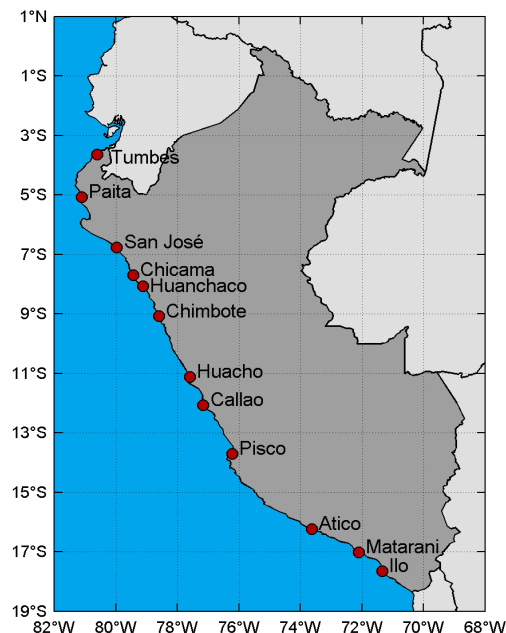 1°N
1°S
3°S
Tumbes
5°S
Paita
7°S
San José
Chicama
Huanchaco
9°S
Chimbote
11°S
Huacho
Callao
13°S
Pisco
15°S
Atico
17°S
Matarani
Ilo
19°S
82°W 80°W 78°W 76°W 74°W 72°W 70°W 68°W